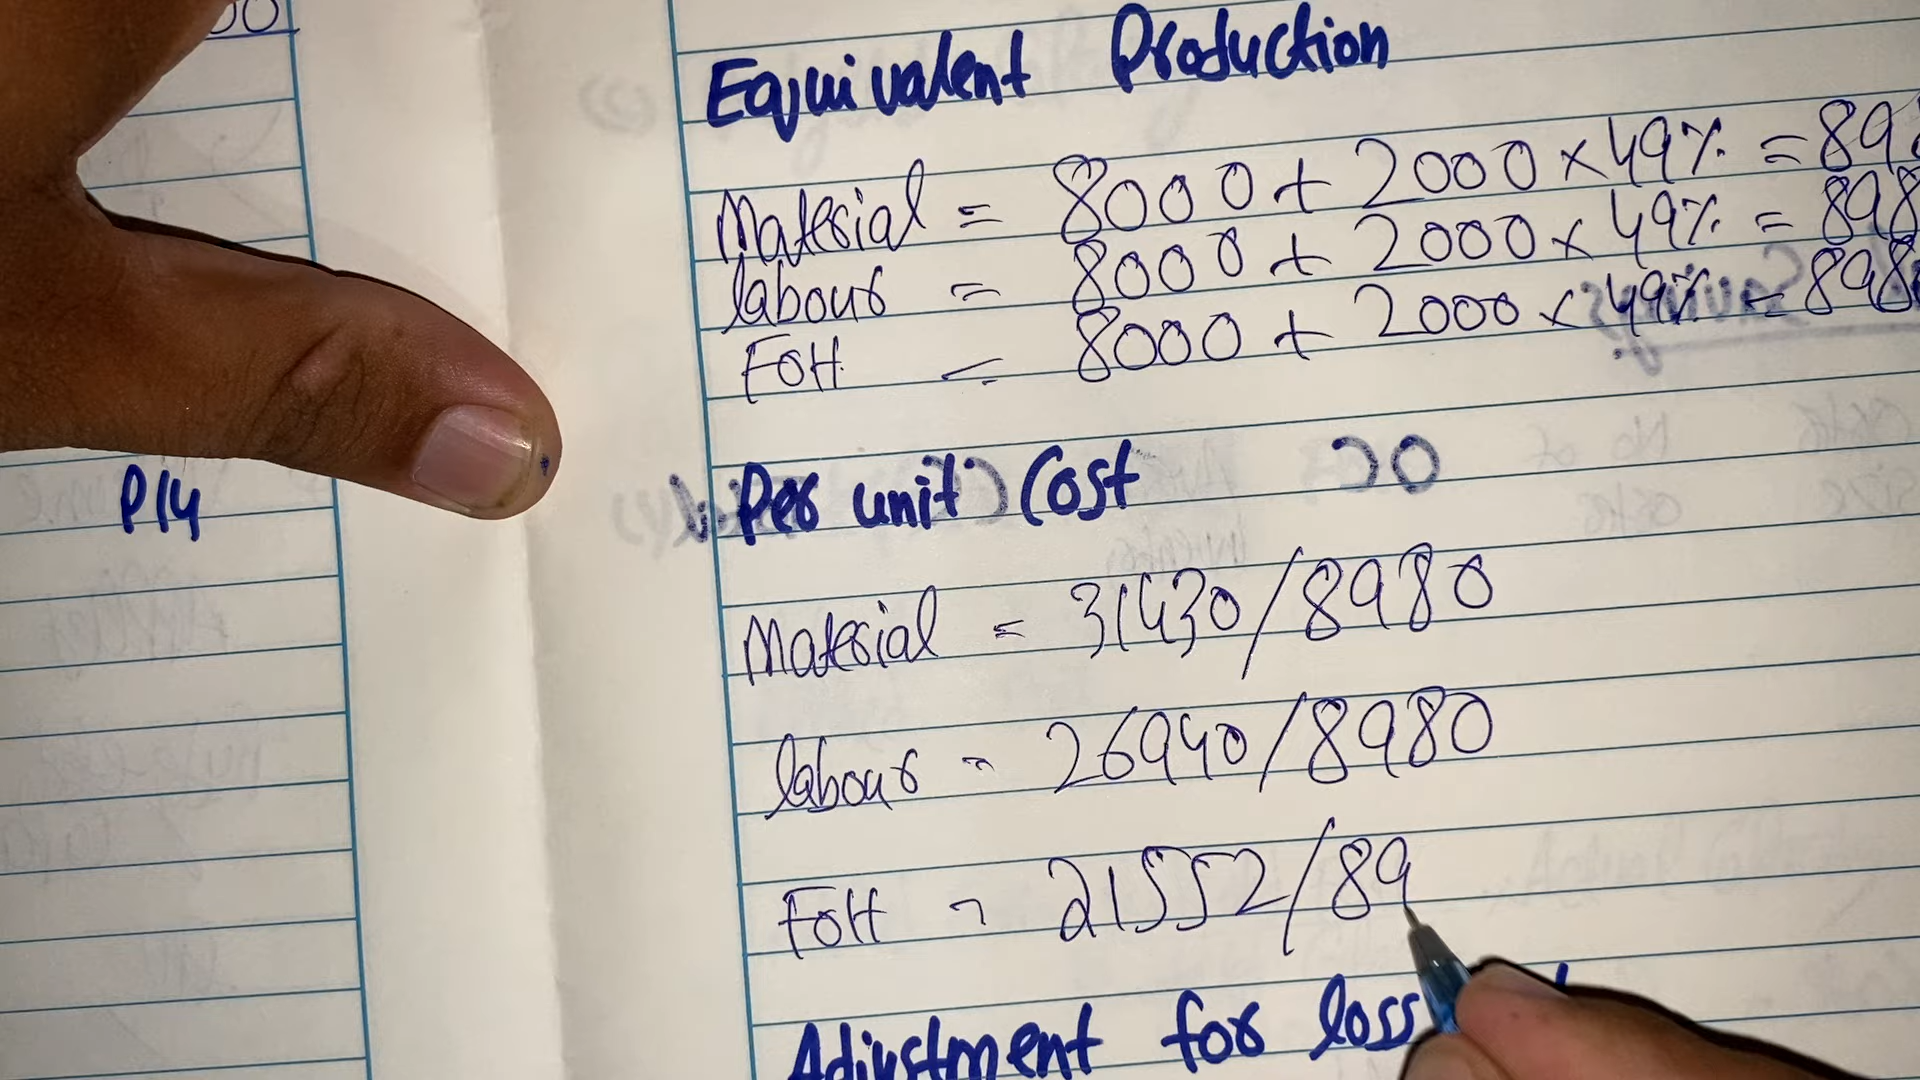 00
P14
Equivalent Production
Material = 8000 + 2000 × 49% = 89
labour = 8000 + 2000 × 49% = 898
FOH = 8000 + 2000 × 49% = 898
Per unit Cost
Material = 31430/8980
labour = 26940/8980
FOH = 21552/89
Adjustment for loss